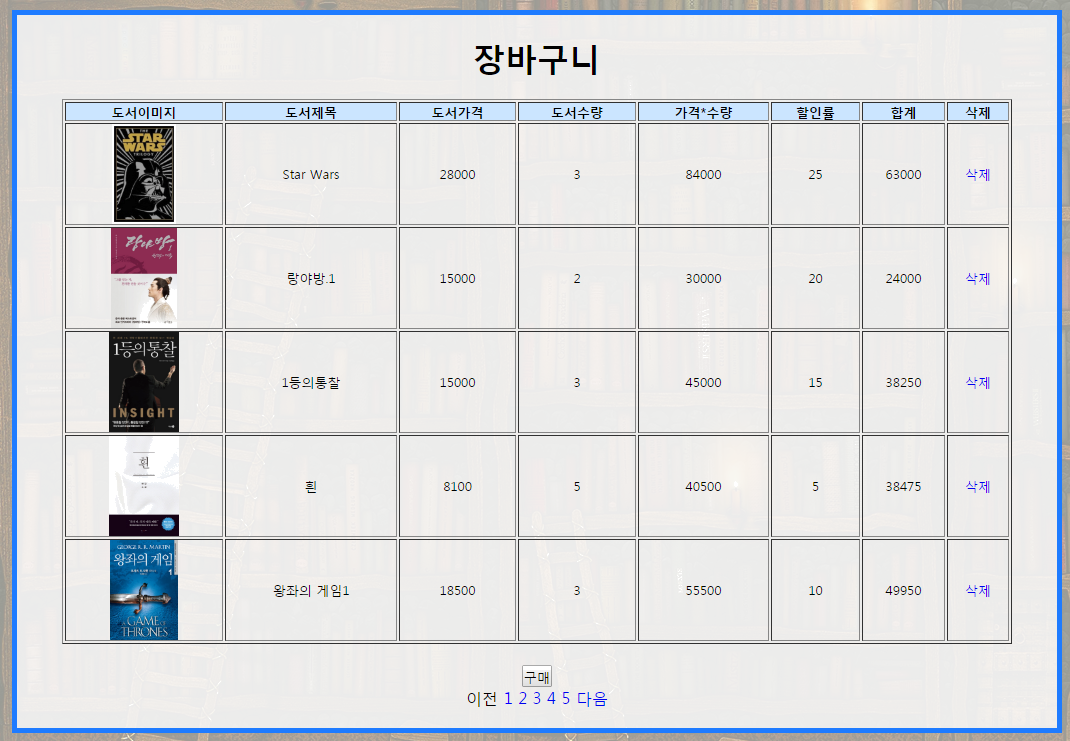 장바구니
도서이미지 도서제목 도서가격 도서수량 가격*수량 할인률 합계 삭제
THE
STAR
WARS
TRILOGY
Star Wars 28000 3 84000 25 63000 삭제
랑야방
랑야방.1 15000 2 30000 20 24000 삭제
1등의통찰
INSIGHT
1등의통찰 15000 3 45000 15 38250 삭제
흰
흰 8100 5 40500 5 38475 삭제
GEORGE R. R. MARTIN
왕좌의 게임
1
A GAME OF
THRONES
왕좌의 게임1 18500 3 55500 10 49950 삭제
구매
이전 1 2 3 4 5 다음